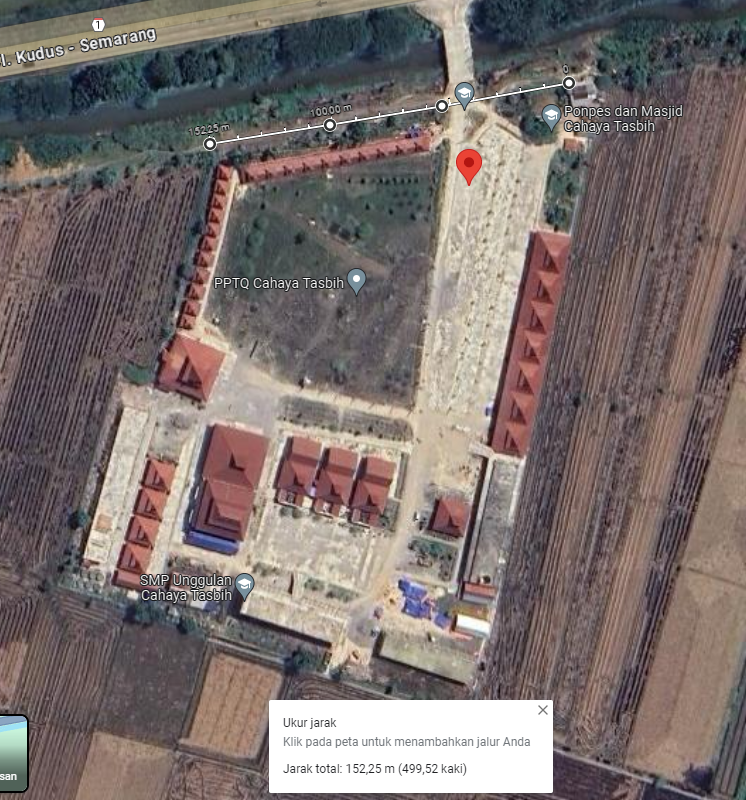 1
Jl. Kudus - Semarang
0
100,00 m
152,25 m
Ponpes dan Masjid
Cahaya Tasbih
PPTQ Cahaya Tasbih
SMP Unggulan
Cahaya Tasbih
Ukur jarak
Klik pada peta untuk menambahkan jalur Anda
Jarak total: 152,25 m (499,52 kaki)
san